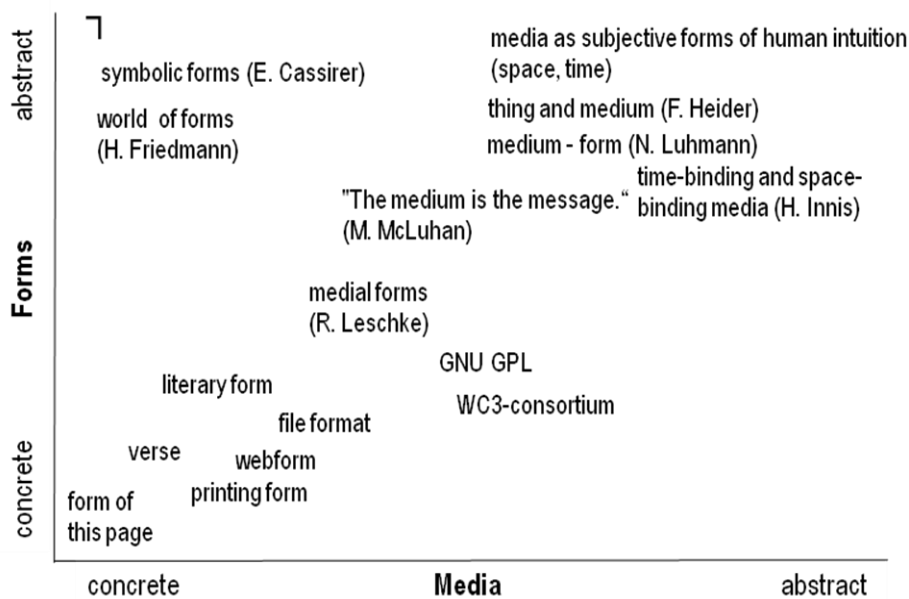 abstract
¬
symbolic forms (E. Cassirer)
world of forms
(H. Friedmann)
media as subjective forms of human intuition
(space, time)
thing and medium (F. Heider)
medium - form (N. Luhmann)
time-binding and space-
binding media (H. Innis)
"The medium is the message.“
(M. McLuhan)
Forms
medial forms
(R. Leschke)
GNU GPL
WC3-consortium
literary form
file format
verse
webform
printing form
form of
this page
concrete
concrete
Media
abstract